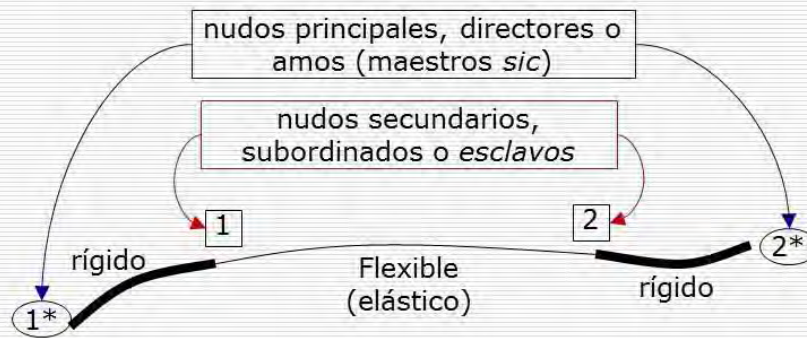 nudos principales, directores o
amos (maestros sic)
nudos secundarios,
subordinados o esclavos
1
2
2*
rígido
Flexible
(elástico)
rígido
1*